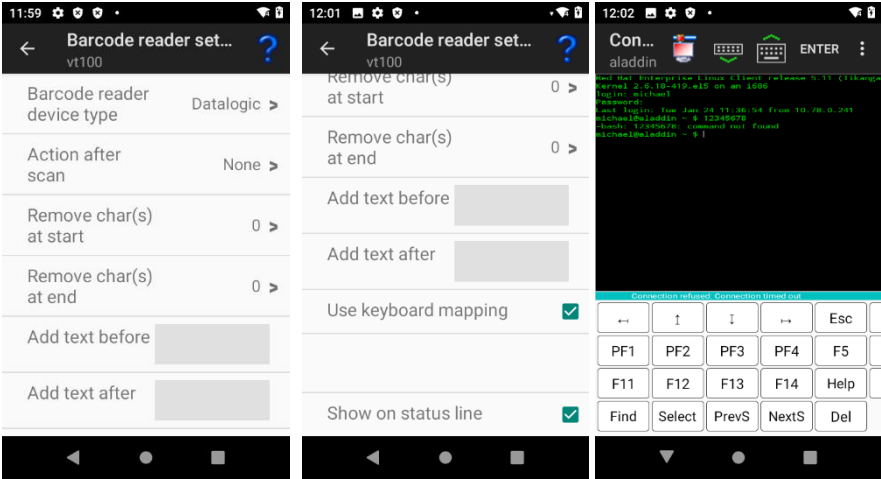 11:59
Barcode reader set...
vt100
?
Barcode reader
device type
Datalogic >
Action after
scan
None >
Remove char(s)
at start
0 >
Remove char(s)
at end
0 >
Add text before
Add text after
12:01
Barcode reader set...
vt100
?
Remove char(s)
at start
0 >
Remove char(s)
at end
0 >
Add text before
Add text after
Use keyboard mapping
Show on status line
12:02
Con...
aladdin
ENTER
Red Hat Enterprise Linux Client release 5.11 (Tikanga
Kernel 2.6.18-419.el5 on an i686
login: michael
Password:
Last login: Tue Jan 24 11:36:54 from 10.78.0.241
michael@aladdin ~ $ 12345678
-bash: 12345678: command not found
michael@aladdin ~ $
Connection refused: Connection timed out
Esc
PF1 PF2 PF3 PF4 F5
F11 F12 F13 F14 Help
Find Select PrevS NextS Del